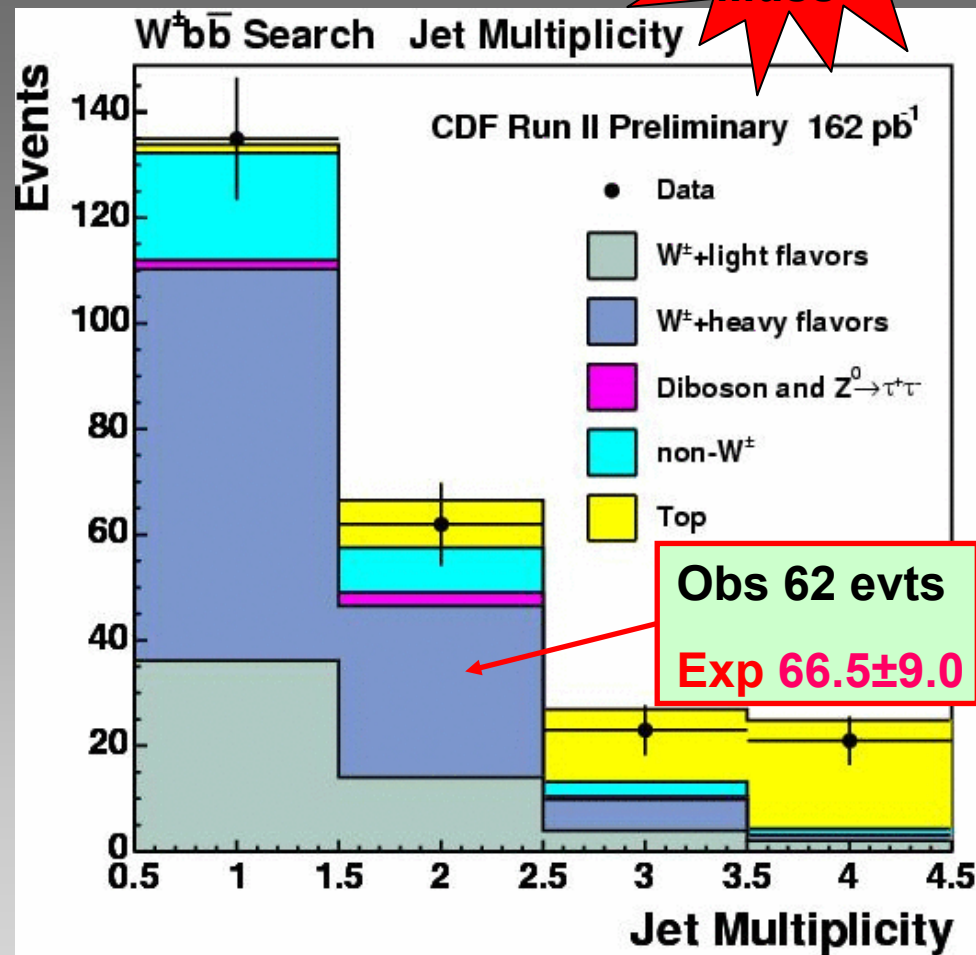 W±bb̄ Search Jet Multiplicity
Events
140
120
100
80
60
40
20
0
CDF Run II Preliminary 162 pb⁻¹
Data
W±+light flavors
W±+heavy flavors
Diboson and Z⁰→τ⁺τ⁻
non-W±
Top
Obs 62 evts
Exp 66.5±9.0
0.5 1 1.5 2 2.5 3 3.5 4 4.5
Jet Multiplicity